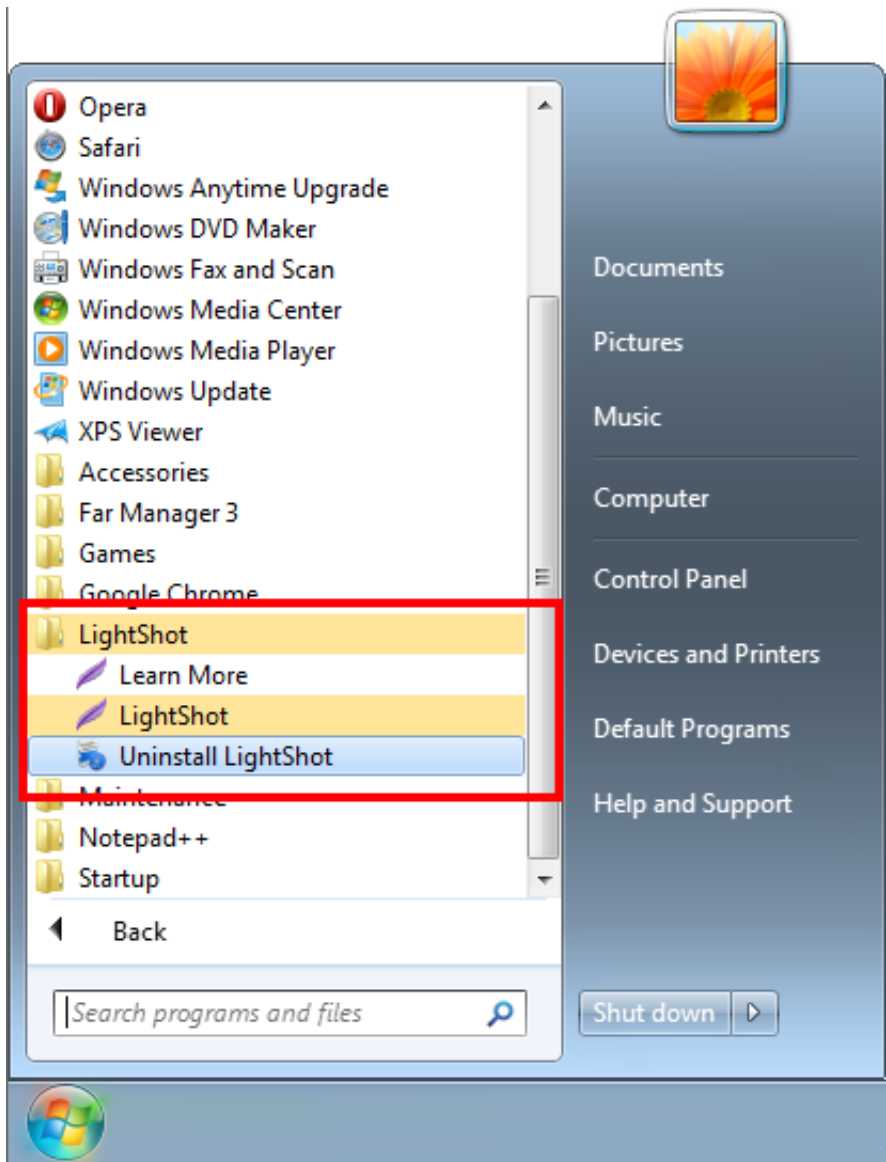 Opera
Safari
Windows Anytime Upgrade
Windows DVD Maker
Windows Fax and Scan
Windows Media Center
Windows Media Player
Windows Update
XPS Viewer
Accessories
Far Manager 3
Games
Google Chrome
LightShot
Learn More
LightShot
Uninstall LightShot
Maintenance
Notepad++
Startup
Back
Search programs and files
Documents
Pictures
Music
Computer
Control Panel
Devices and Printers
Default Programs
Help and Support
Shut down